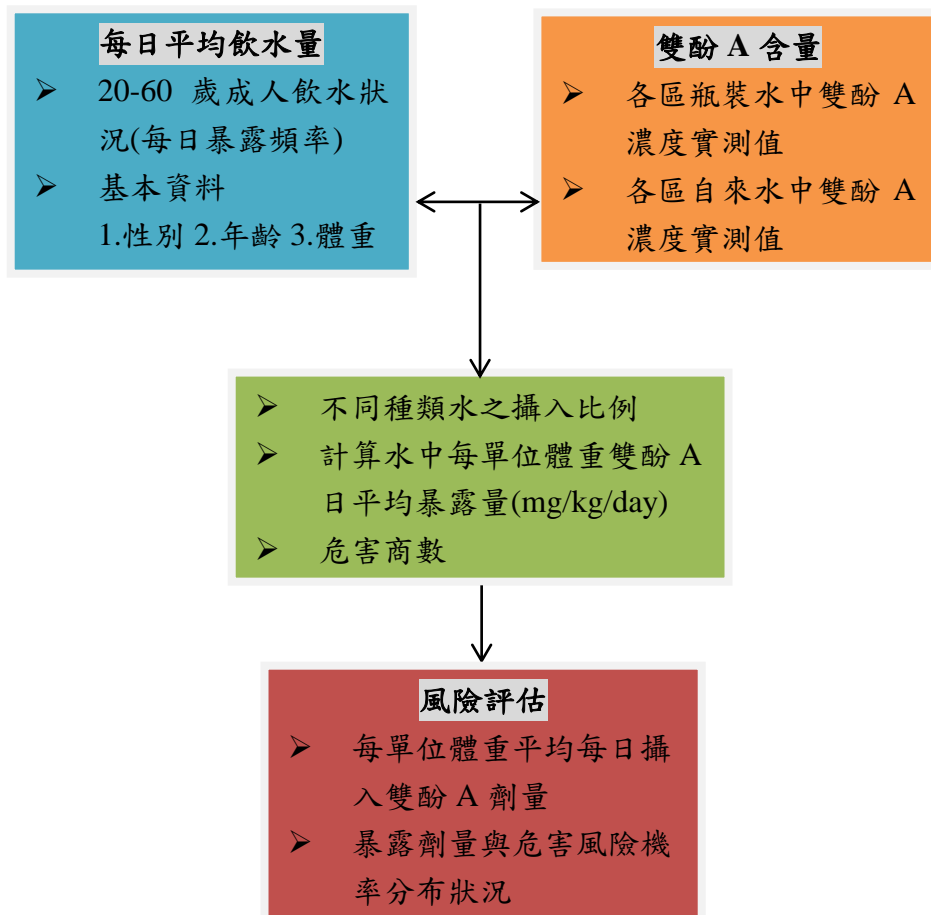 每日平均飲水量
➢ 20-60 歲成人飲水狀
況(每日暴露頻率)
➢ 基本資料
1.性別 2.年齡 3.體重
雙酚 A 含量
➢ 各區瓶裝水中雙酚 A
濃度實測值
➢ 各區自來水中雙酚 A
濃度實測值
➢ 不同種類水之攝入比例
➢ 計算水中每單位體重雙酚 A
日平均暴露量(mg/kg/day)
➢ 危害商數
風險評估
➢ 每單位體重平均每日攝
入雙酚 A 劑量
➢ 暴露劑量與危害風險機
率分布狀況